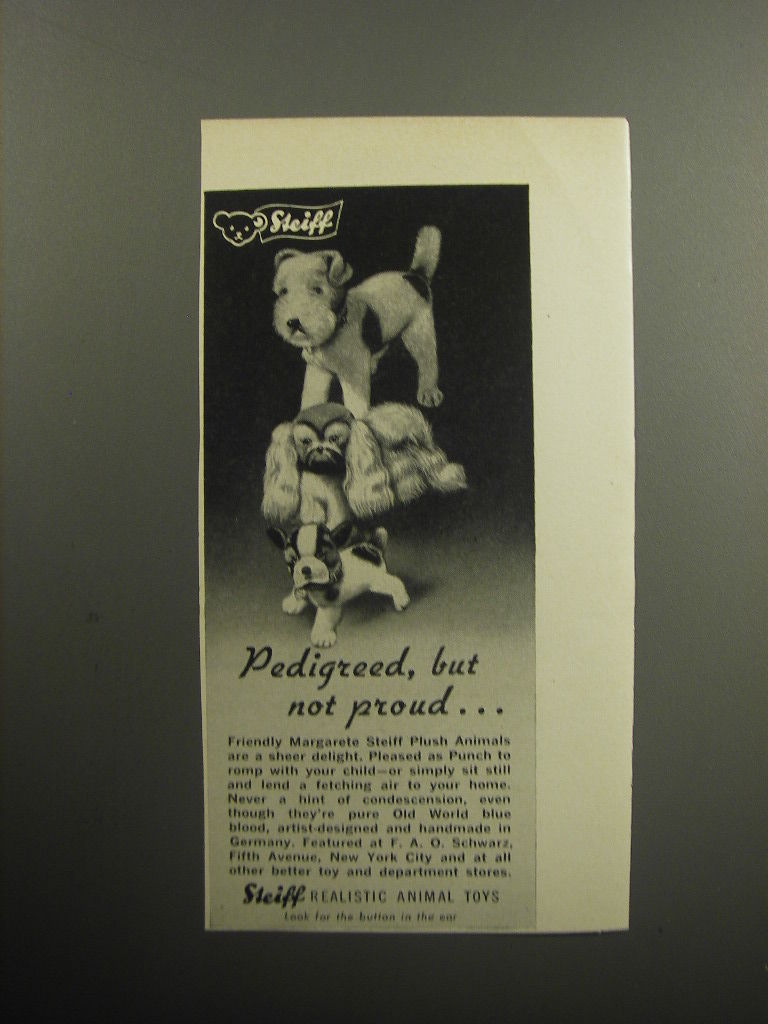 Steiff
Pedigreed, but
not proud...
Friendly Margarete Steiff Plush Animals
are a sheer delight. Pleased as Punch to
romp with your child—or simply sit still
and lend a fetching air to your home.
Never a hint of condescension, even
though they're pure Old World blue
blood, artist-designed and handmade in
Germany. Featured at F. A. O. Schwarz,
Fifth Avenue, New York City and at all
other better toy and department stores.
Steiff REALISTIC ANIMAL TOYS
Look for the button in the ear